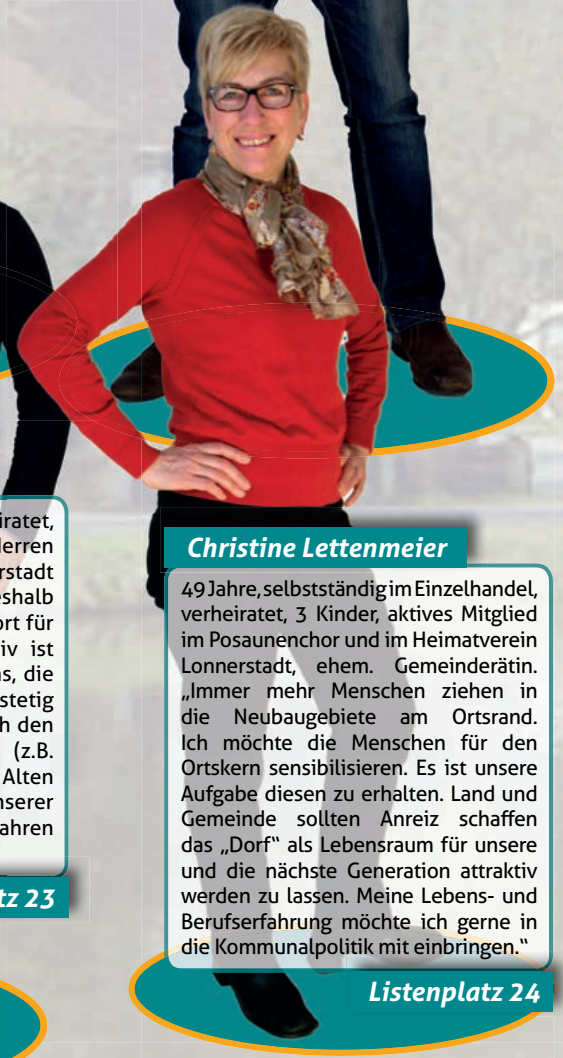 iratet,
erren
rstadt
eshalb
ort für
iv ist
s, die
stetig
h den
(z.B.
Alten
nserer
ahren
tz 23
Christine Lettenmeier
49 Jahre, selbstständig im Einzelhandel,
verheiratet, 3 Kinder, aktives Mitglied
im Posaunenchor und im Heimatverein
Lonnerstadt, ehem. Gemeinderätin.
„Immer mehr Menschen ziehen in
die Neubaugebiete am Ortsrand.
Ich möchte die Menschen für den
Ortskern sensibilisieren. Es ist unsere
Aufgabe diesen zu erhalten. Land und
Gemeinde sollten Anreiz schaffen
das „Dorf“ als Lebensraum für unsere
und die nächste Generation attraktiv
werden zu lassen. Meine Lebens- und
Berufserfahrung möchte ich gerne in
die Kommunalpolitik mit einbringen.“
Listenplatz 24